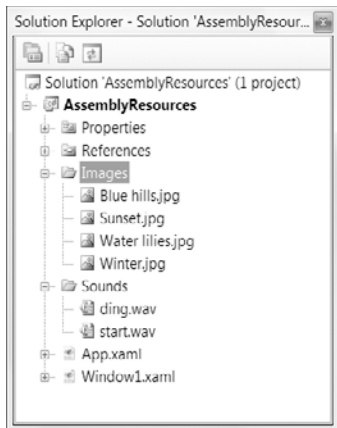 Solution Explorer - Solution 'AssemblyResour...
Solution 'AssemblyResources' (1 project)
AssemblyResources
Properties
References
Images
Blue hills.jpg
Sunset.jpg
Water lilies.jpg
Winter.jpg
Sounds
ding.wav
start.wav
App.xaml
Window1.xaml